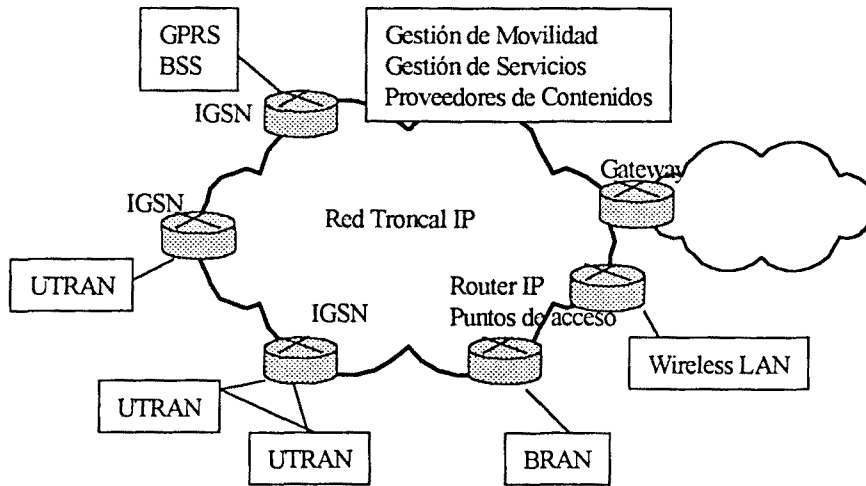 GPRS
BSS
Gestión de Movilidad
Gestión de Servicios
Proveedores de Contenidos
IGSN
Gateway
IGSN
Red Troncal IP
UTRAN
Router IP
Puntos de acceso
IGSN
Wireless LAN
UTRAN
UTRAN
BRAN